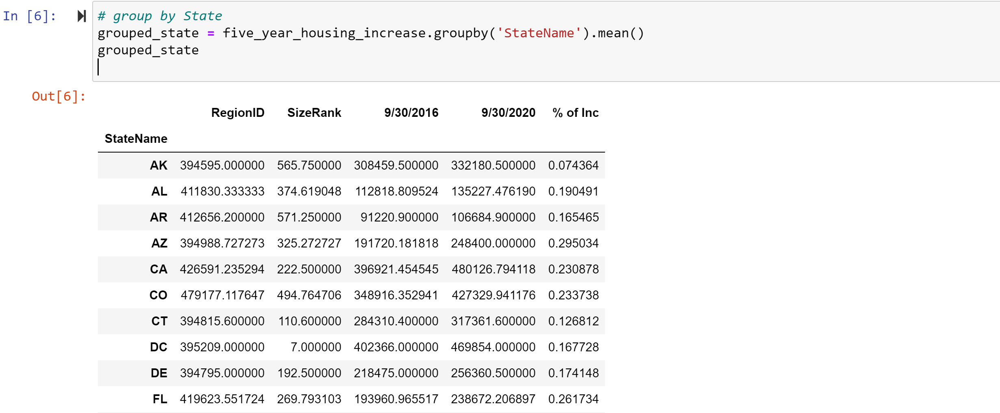 In [6]:
# group by State
grouped_state = five_year_housing_increase.groupby('StateName').mean()
grouped_state
Out[6]:
RegionID SizeRank 9/30/2016 9/30/2020 % of Inc
StateName
AK 394595.000000 565.750000 308459.500000 332180.500000 0.074364
AL 411830.333333 374.619048 112818.809524 135227.476190 0.190491
AR 412656.200000 571.250000 91220.900000 106684.900000 0.165465
AZ 394988.727273 325.272727 191720.181818 248400.000000 0.295034
CA 426591.235294 222.500000 396921.454545 480126.794118 0.230878
CO 479177.117647 494.764706 348916.352941 427329.941176 0.233738
CT 394815.600000 110.600000 284310.400000 317361.600000 0.126812
DC 395209.000000 7.000000 402366.000000 469854.000000 0.167728
DE 394795.000000 192.500000 218475.000000 256360.500000 0.174148
FL 419623.551724 269.793103 193960.965517 238672.206897 0.261734